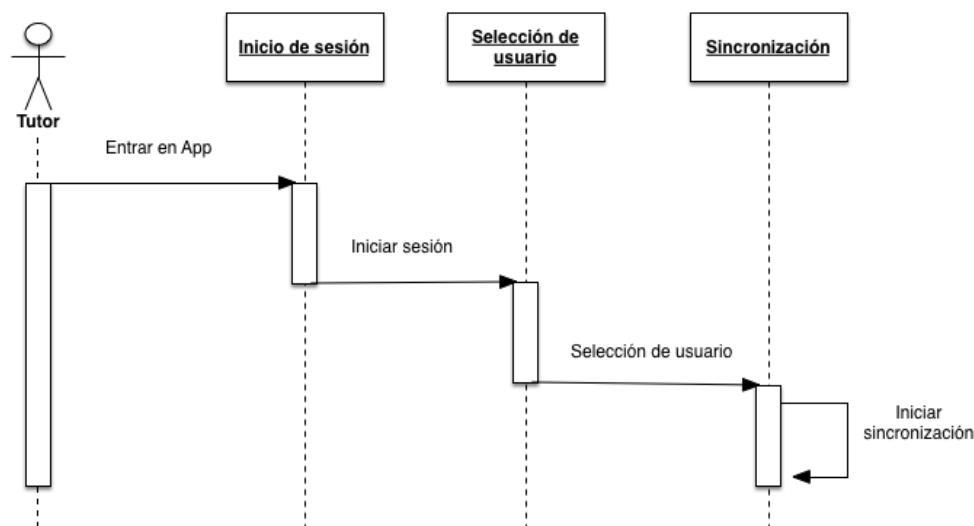 Inicio de sesión
Selección de
usuario
Sincronización
Tutor
Entrar en App
Iniciar sesión
Selección de usuario
Iniciar
sincronización